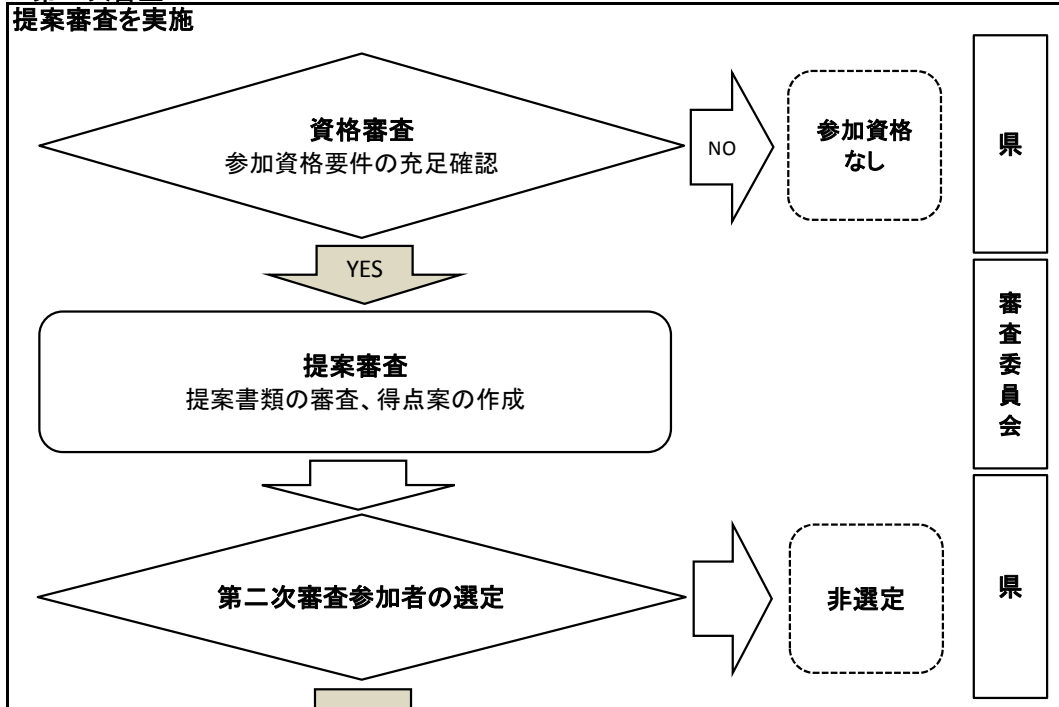 提案審査を実施
資格審査
参加資格要件の充足確認
NO
参加資格
なし
県
YES
提案審査
提案書類の審査、得点案の作成
審査委員会
第二次審査参加者の選定
非選定
県